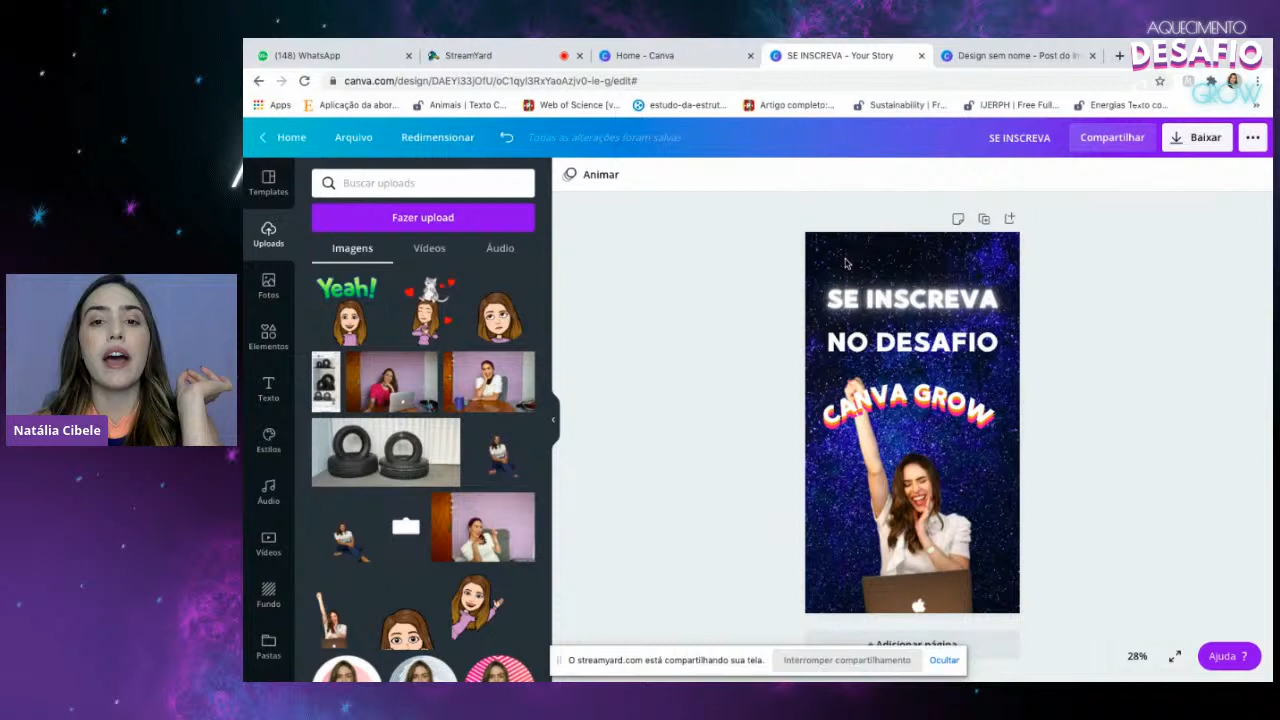 AQUECIMENTO
DESAFIO
GROW
(148) WhatsApp
StreamYard
Home - Canva
SE INSCREVA - Your Story
Design sem nome - Post do In
canva.com/design/DAEYl33jOfU/oC1qyl3RxYaoAzjv0-le-g/edit#
Apps
Aplicação da abor...
Animais | Texto C...
Web of Science [v...
estudo-da-estrut...
Artigo completo:...
Sustainability | Fr...
IJERPH | Free Full...
Energias Texto co...
Home
Arquivo
Redimensionar
Todas as alterações foram salvas
SE INSCREVA
Compartilhar
Baixar
Templates
Uploads
Fotos
Elementos
Texto
Estilos
Áudio
Vídeos
Fundo
Pastas
Buscar uploads
Fazer upload
Imagens
Vídeos
Áudio
Yeah!
Animar
SE INSCREVA
NO DESAFIO
CANVA GROW
+ Adicionar página
Natália Cibele
O streamyard.com está compartilhando sua tela.
Interromper compartilhamento
Ocultar
28%
Ajuda ?